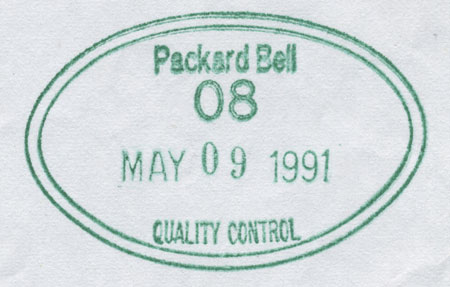 Packard Bell
08
MAY 09 1991
QUALITY CONTROL